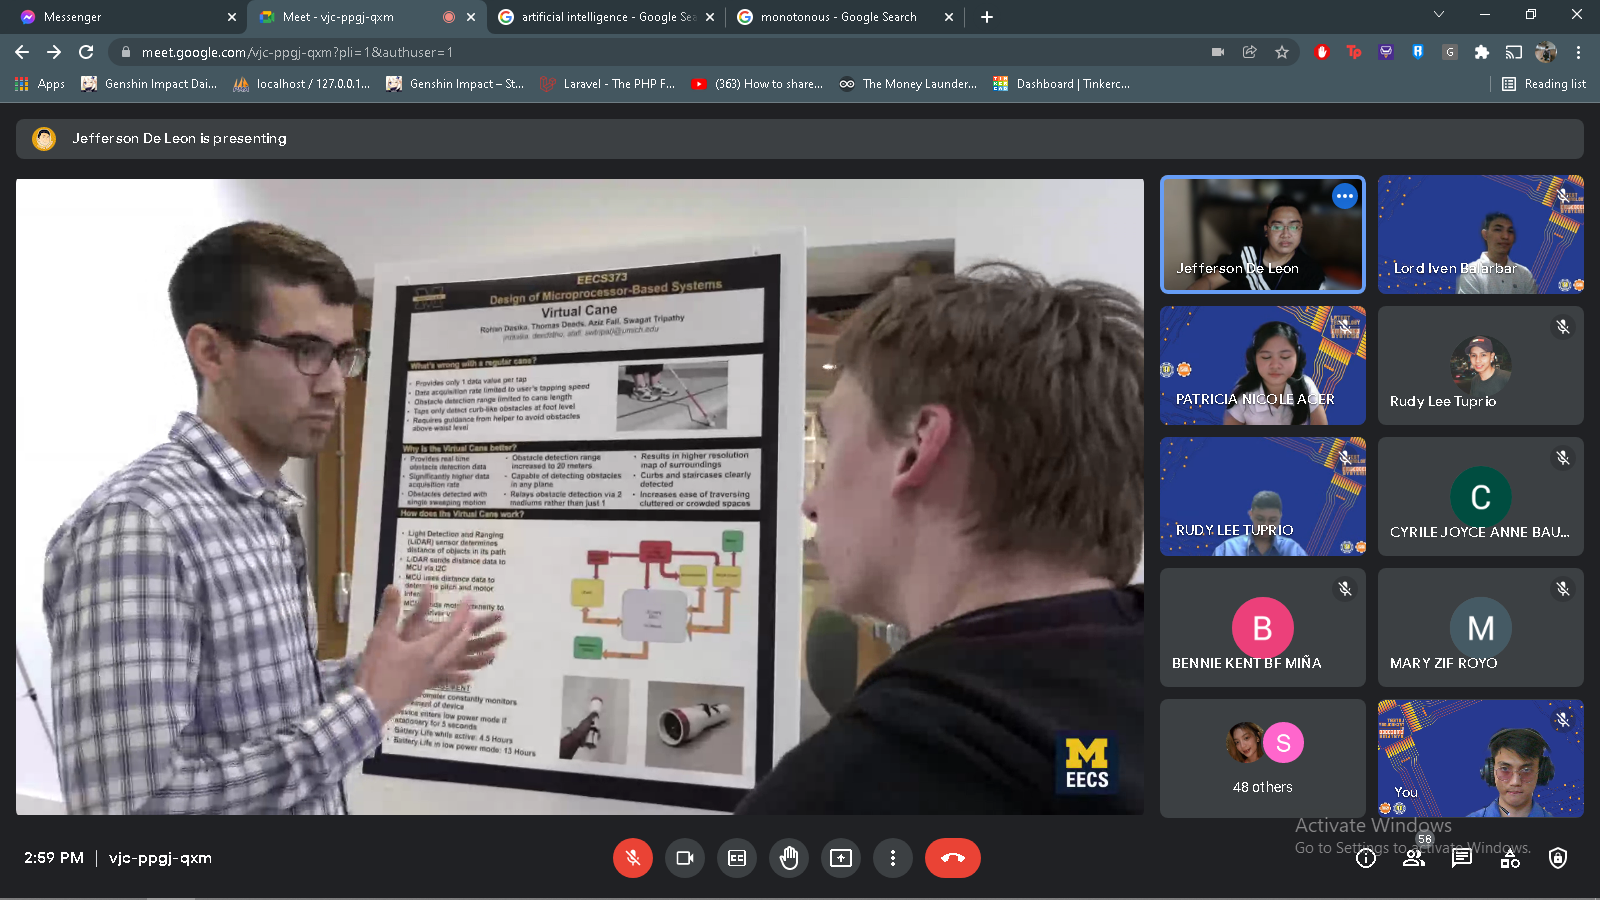 Messenger
Meet - vjc-ppgj-qxm
artificial intelligence - Google Sea
monotonous - Google Search
meet.google.com/vjc-ppgj-qxm?pli=1&authuser=1
Apps
Genshin Impact Dai...
localhost / 127.0.0.1...
Genshin Impact – St...
Laravel - The PHP F...
(363) How to share...
The Money Launder...
Dashboard | Tinkerc...
Reading list
Jefferson De Leon is presenting
EECS373
Design of Microprocessor-Based Systems
Virtual Cane
Rohan Dasika, Thomas Deeds, Aziz Fall, Swagat Tripathy
What's wrong with a regular cane?
• Provides only 1 data value per tap
• Data acquisition rate limited to user's tapping speed
• Obstacle detection range limited to cane length
• Taps only detect curb-like obstacles at foot level
• Requires guidance from helper to avoid obstacles
above waist level
Why is the Virtual Cane better?
• Provides real-time
obstacle detection data
• Significantly higher data
acquisition rate
• Obstacles detected with
single sweeping motion
• Obstacle detection range
increased to 20 meters
• Capable of detecting obstacles
in any plane
• Relays obstacle detection via 2
mediums rather than just 1
• Results in higher resolution
map of surroundings
• Curbs and staircases clearly
detected
• Increases ease of traversing
cluttered or crowded spaces
How does the Virtual Cane work?
• Light Detection and Ranging
(LiDAR) sensor determines
distance of objects in its path
• LiDAR sends distance data to
MCU via I2C
• MCU uses distance data to
determine pitch and motor
constantly monitors
of device
enters low power mode if
stationary for 5 seconds
• Battery Life while active: 4.5 Hours
• Battery Life in low power mode: 13 Hours
M
EECS
Jefferson De Leon
Lord Iven Balarbar
PATRICIA NICOLE ACER
Rudy Lee Tuprio
RUDY LEE TUPRIO
C
CYRILE JOYCE ANNE BAU...
B
BENNIE KENT BF MIÑA
M
MARY ZIF ROYO
S
48 others
You
Activate Windows
Go to Settings to activate Windows.
2:59 PM | vjc-ppgj-qxm
58